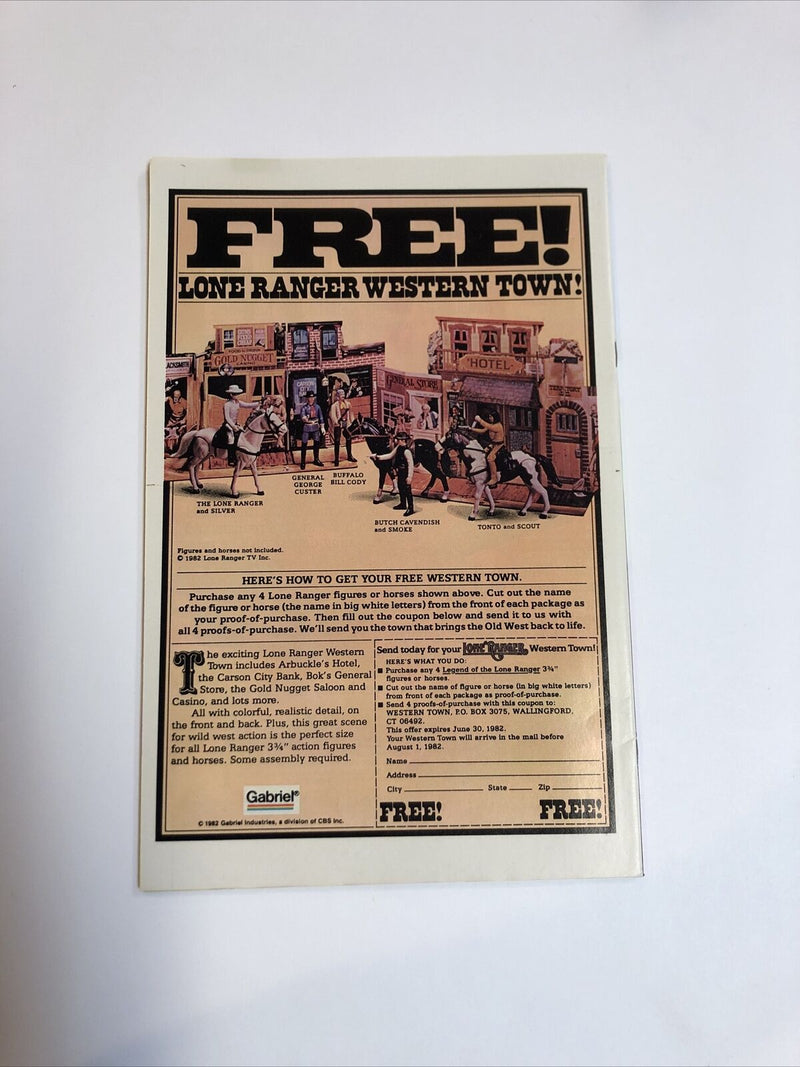 FREE!
LONE RANGER WESTERN TOWN!
GOLD NUGGET
HOTEL
GENERAL STORE
CARSON
CITY
THE LONE RANGER
and SILVER
GENERAL
GEORGE
CUSTER
BUFFALO
BILL CODY
BUTCH CAVENDISH
and SMOKE
TONTO and SCOUT
Figures and horses not included.
© 1982 Lone Ranger TV Inc.
HERE'S HOW TO GET YOUR FREE WESTERN TOWN.
Purchase any 4 Lone Ranger figures or horses shown above. Cut out the name
of the figure or horse (the name in big white letters) from the front of each package as
your proof-of-purchase. Then fill out the coupon below and send it to us with
all 4 proofs-of-purchase. We'll send you the town that brings the Old West back to life.
The exciting Lone Ranger Western
Town includes Arbuckle's Hotel,
the Carson City Bank, Bok's General
Store, the Gold Nugget Saloon and
Casino, and lots more.
All with colorful, realistic detail, on
the front and back. Plus, this great scene
for wild west action is the perfect size
for all Lone Ranger 3¾" action figures
and horses. Some assembly required.
Gabriel®
© 1982 Gabriel Industries, a division of CBS Inc.
Send today for your LONE RANGER Western Town!
HERE'S WHAT YOU DO:
■ Purchase any 4 Legend of the Lone Ranger 3¾"
figures or horses.
■ Cut out the name of figure or horse (in big white letters)
from front of each package as proof-of-purchase.
■ Send 4 proofs-of-purchase with this coupon to:
WESTERN TOWN, P.O. BOX 3075, WALLINGFORD,
CT 06492.
This offer expires June 30, 1982.
Your Western Town will arrive in the mail before
August 1, 1982.
Name
Address
City State Zip
FREE! FREE!